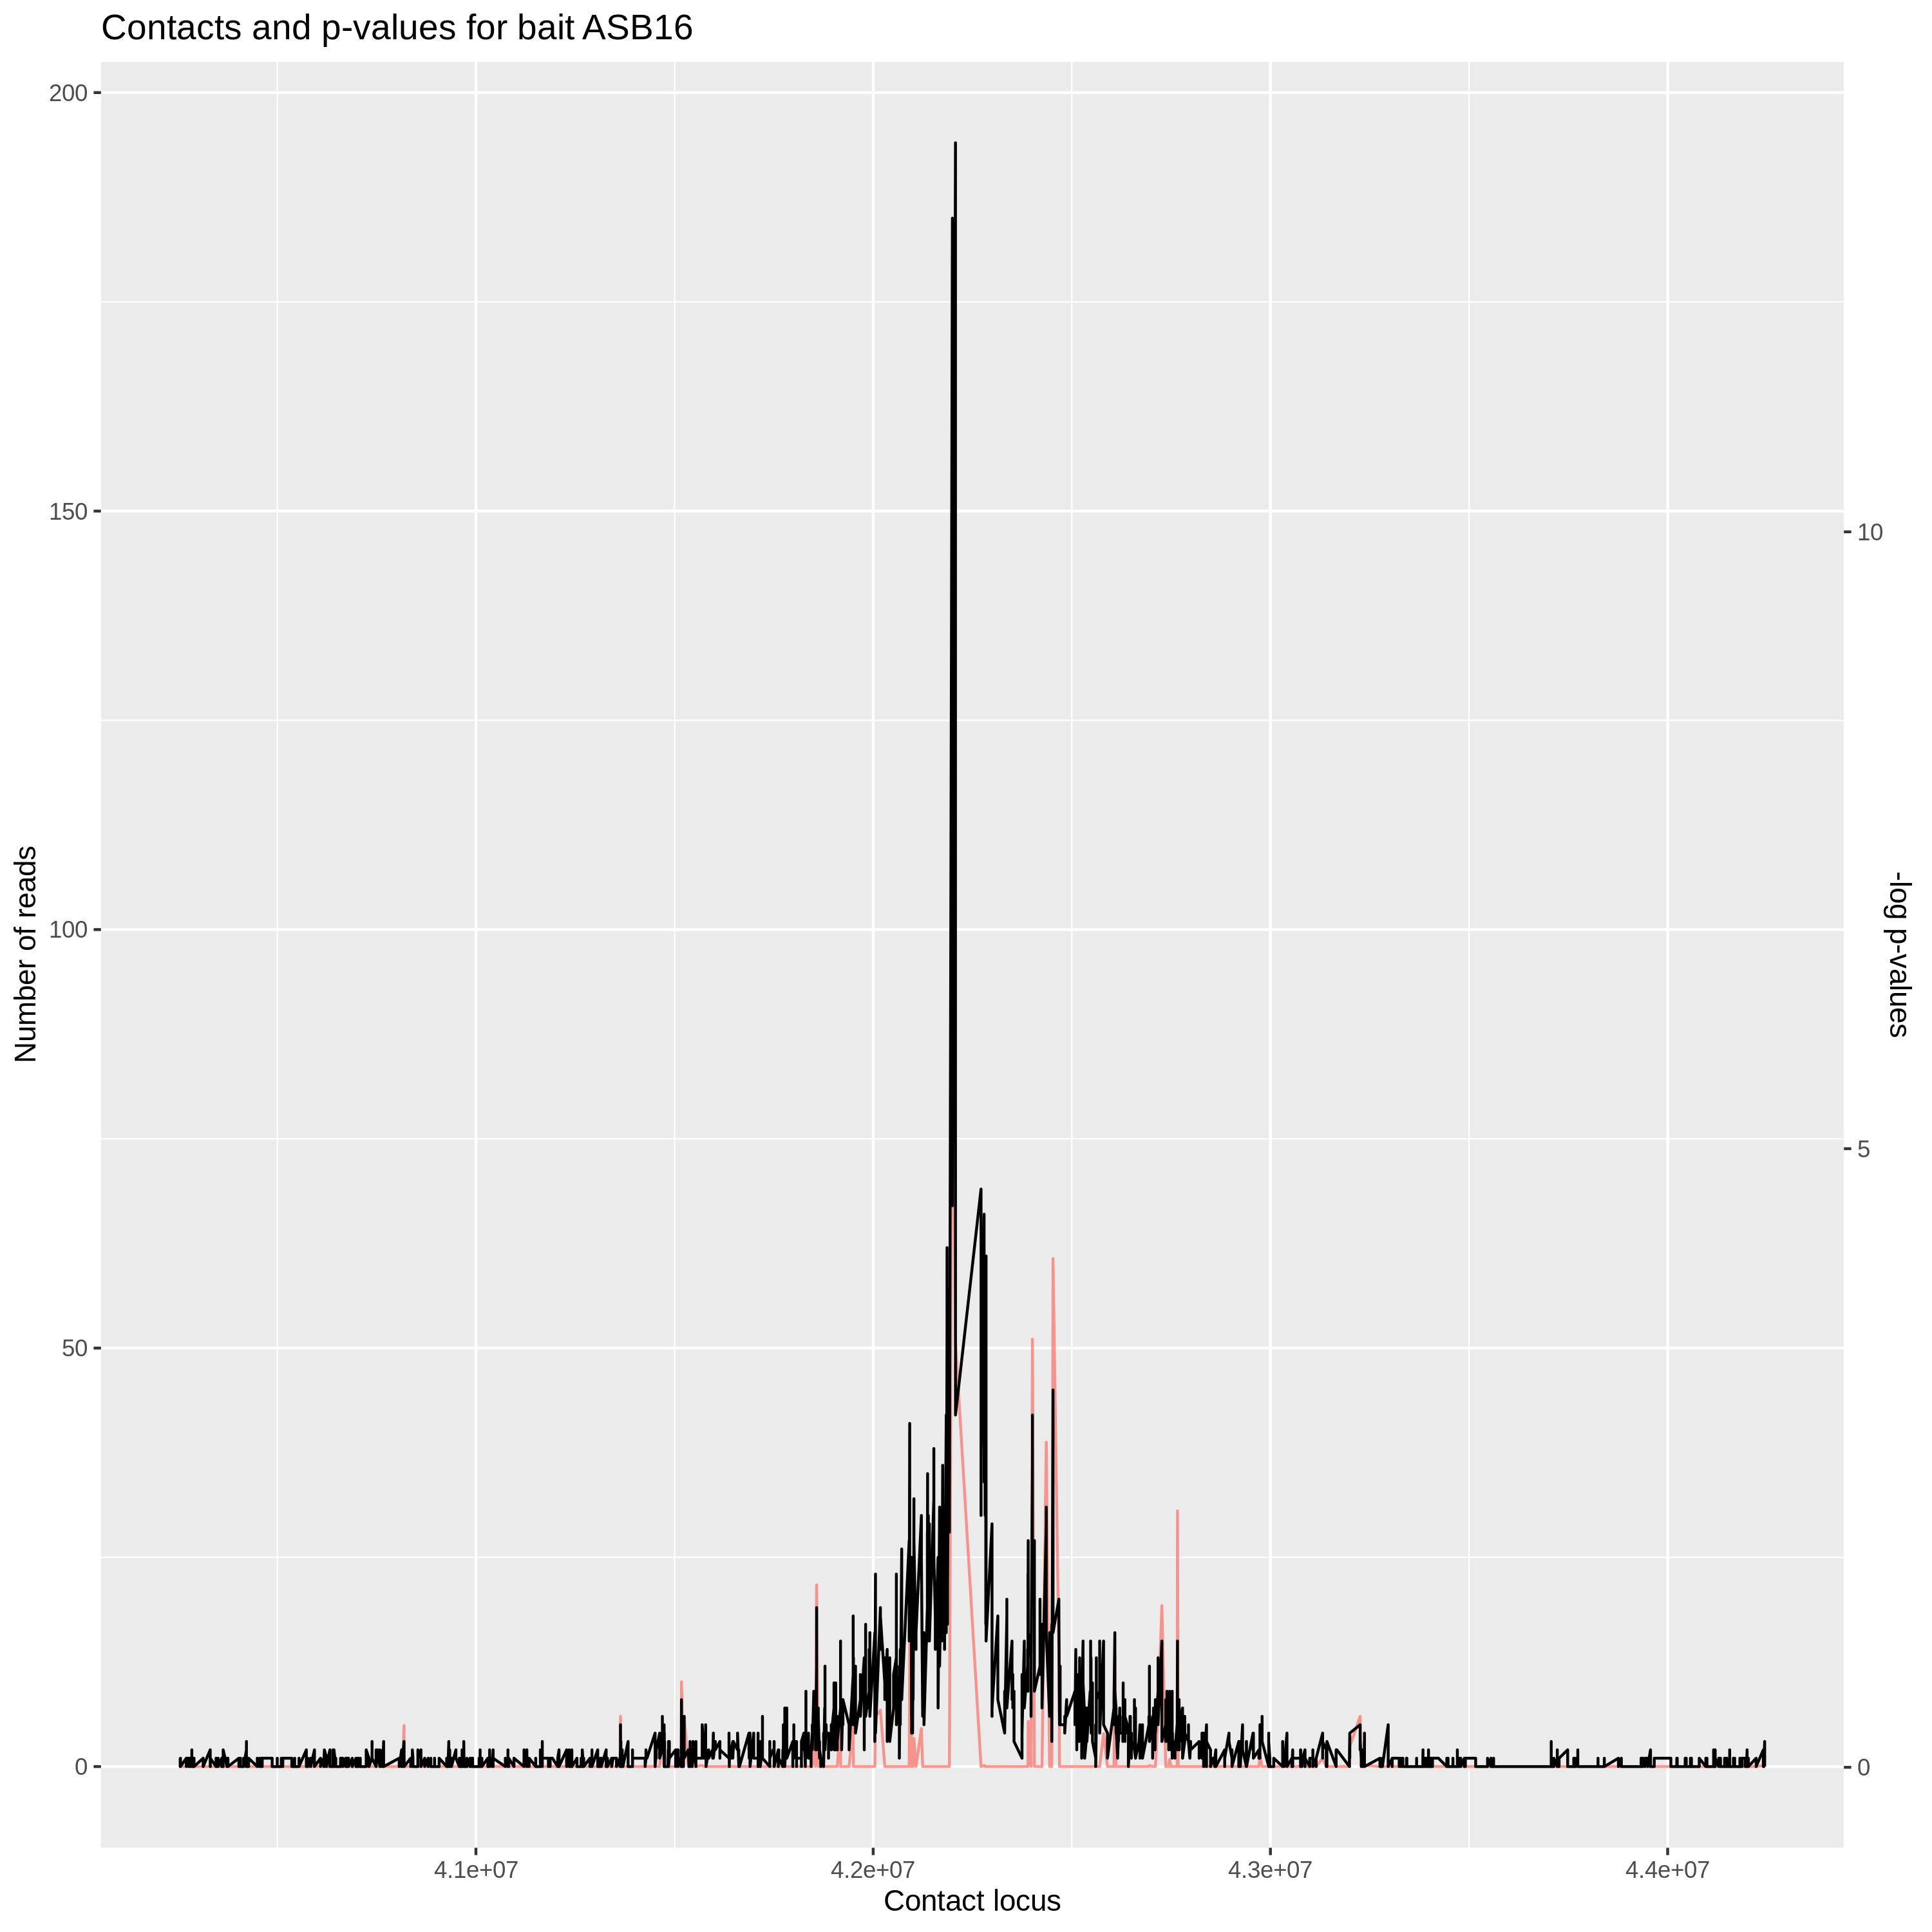 Contacts and p-values for bait ASB16
200
150
100
50
0
10
5
0
Number of reads
-log p-values
4.1e+07
4.2e+07
4.3e+07
4.4e+07
Contact locus